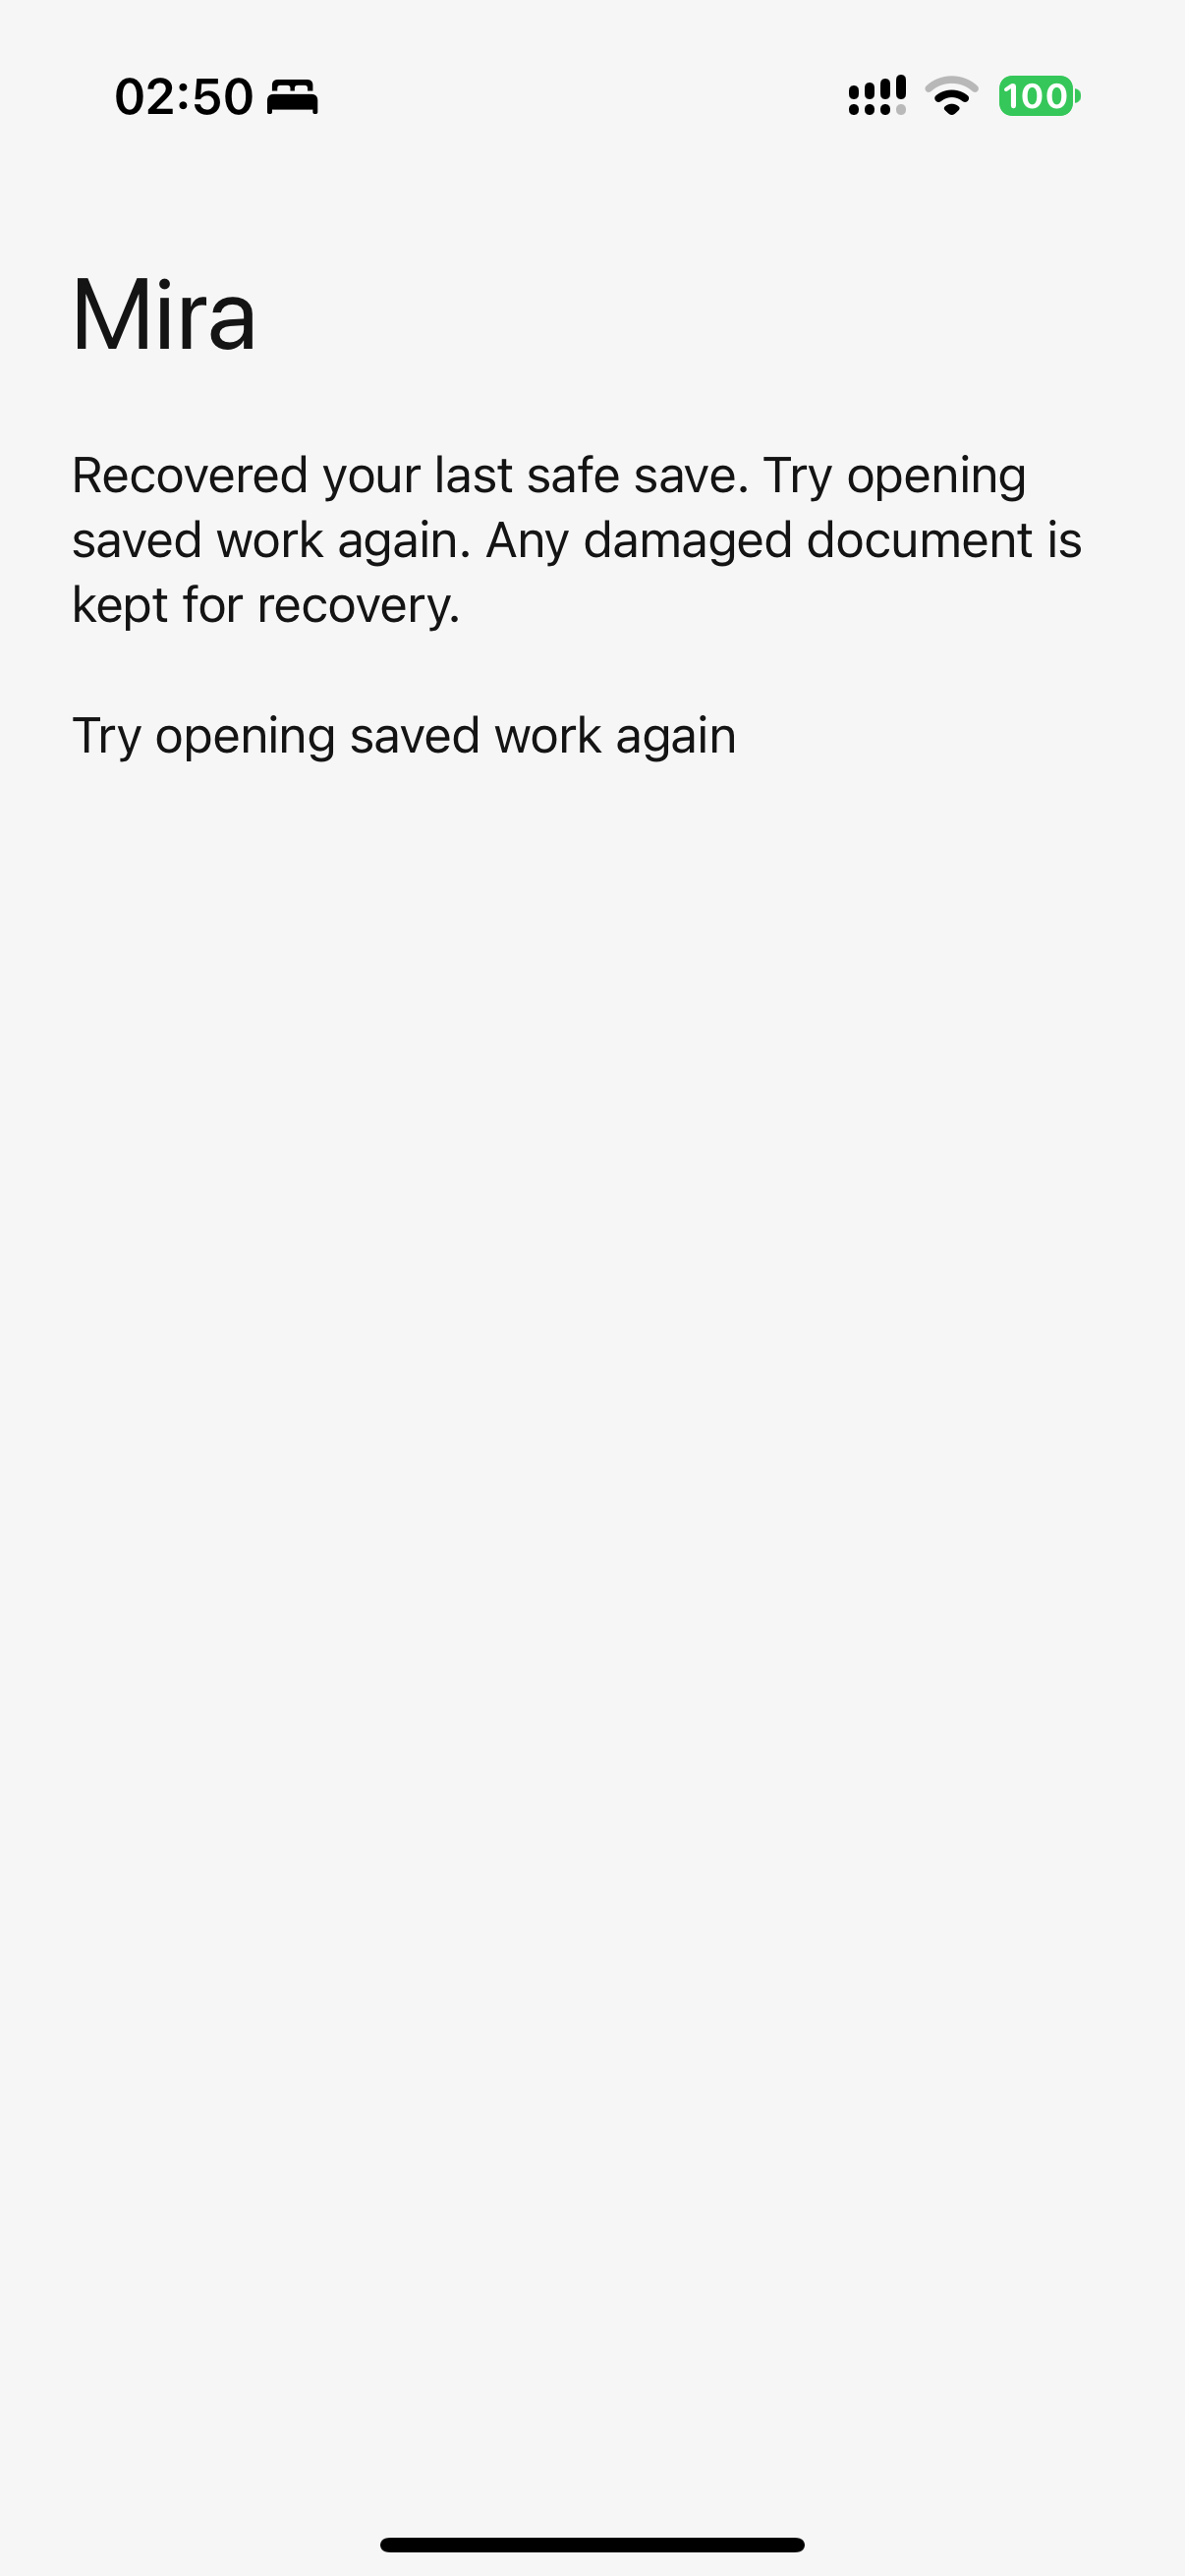 02:50
100
Mira
Recovered your last safe save. Try opening
saved work again. Any damaged document is
kept for recovery.
Try opening saved work again